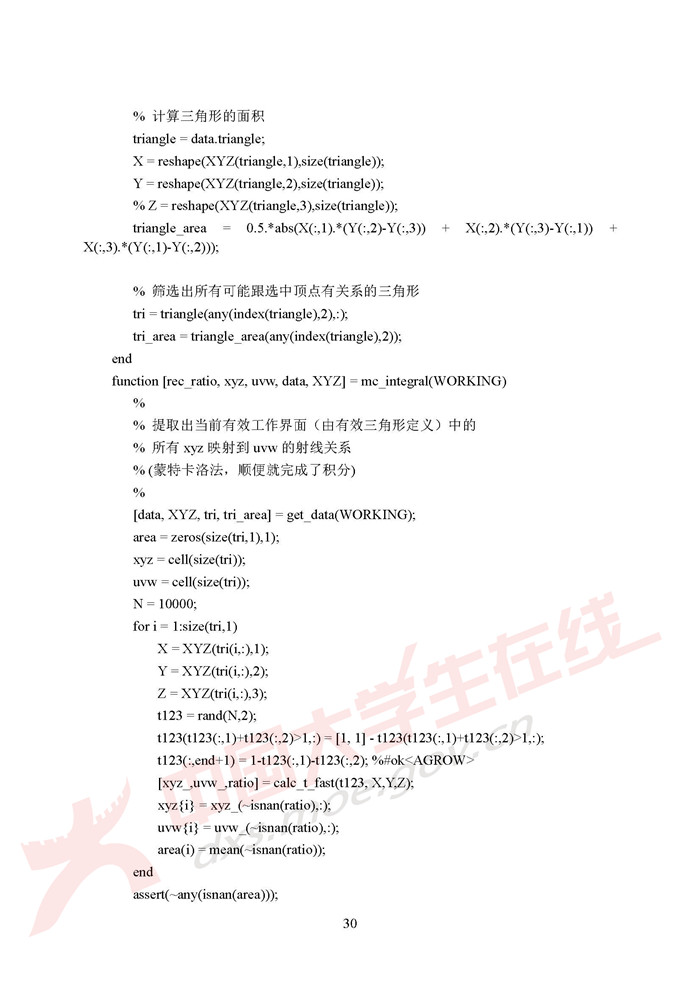 % 计算三角形的面积
triangle = data.triangle;
X = reshape(XYZ(triangle,1),size(triangle));
Y = reshape(XYZ(triangle,2),size(triangle));
% Z = reshape(XYZ(triangle,3),size(triangle));
triangle_area = 0.5.*abs(X(:,1).*(Y(:,2)-Y(:,3)) + X(:,2).*(Y(:,3)-Y(:,1)) +
X(:,3).*(Y(:,1)-Y(:,2)));
% 筛选出所有可能跟选中顶点有关系的三角形
tri = triangle(any(index(triangle),2),:);
tri_area = triangle_area(any(index(triangle),2));
end
function [rec_ratio, xyz, uvw, data, XYZ] = mc_integral(WORKING)
%
% 提取出当前有效工作界面（由有效三角形定义）中的
% 所有 xyz 映射到 uvw 的射线关系
% (蒙特卡洛法，顺便就完成了积分)
%
[data, XYZ, tri, tri_area] = get_data(WORKING);
area = zeros(size(tri,1),1);
xyz = cell(size(tri));
uvw = cell(size(tri));
N = 10000;
for i = 1:size(tri,1)
X = XYZ(tri(i,:),1);
Y = XYZ(tri(i,:),2);
Z = XYZ(tri(i,:),3);
t123 = rand(N,2);
t123(t123(:,1)+t123(:,2)>1,:) = [1, 1] - t123(t123(:,1)+t123(:,2)>1,:);
t123(:,end+1) = 1-t123(:,1)-t123(:,2); %#ok<AGROW>
[xyz_,uvw_,ratio] = calc_t_fast(t123, X,Y,Z);
xyz{i} = xyz_(~isnan(ratio),:);
uvw{i} = uvw_(~isnan(ratio),:);
area(i) = mean(~isnan(ratio));
end
assert(~any(isnan(area)));
30
中国大学生在线
dxs.moe.gov.cn